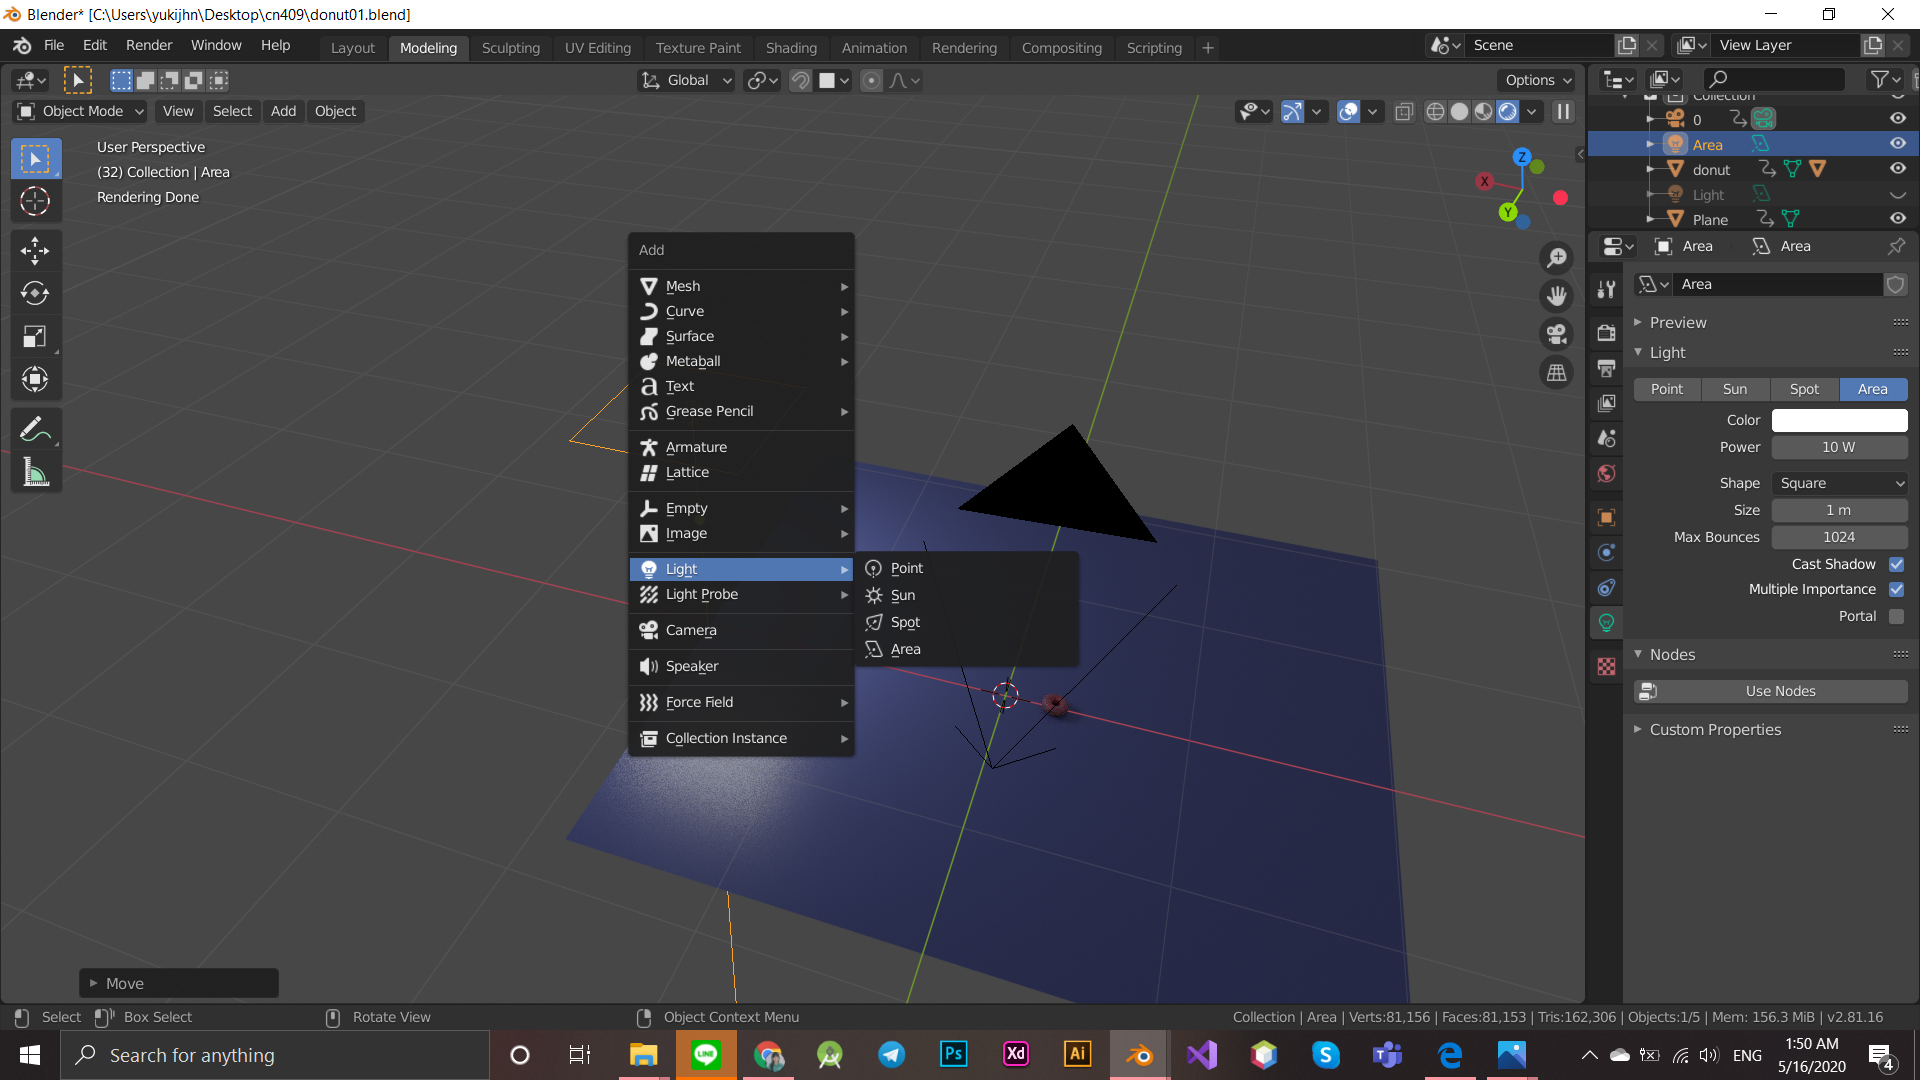 Blender* [C:\Users\yukijhn\Desktop\cn409\donut01.blend]
File Edit Render Window Help Layout Modeling Sculpting UV Editing Texture Paint Shading Animation Rendering Compositing Scripting + Scene View Layer
Global Options
Object Mode View Select Add Object
User Perspective
(32) Collection | Area
Rendering Done
Z
X
Y
Collection
0
Area
donut
Light
Plane
Area Area
Area
Preview
Light
Point Sun Spot Area
Color
Power 10 W
Shape Square
Size 1 m
Max Bounces 1024
Cast Shadow
Multiple Importance
Portal
Nodes
Use Nodes
Custom Properties
Add
Mesh
Curve
Surface
Metaball
Text
Grease Pencil
Armature
Lattice
Empty
Image
Light
Light Probe
Camera
Speaker
Force Field
Collection Instance
Point
Sun
Spot
Area
Move
Select Box Select Rotate View Object Context Menu Collection | Area | Verts:81,156 | Faces:81,153 | Tris:162,306 | Objects:1/5 | Mem: 156.3 MiB | v2.81.16
Search for anything LINE Ps Xd Ai ENG
1:50 AM
5/16/2020
4